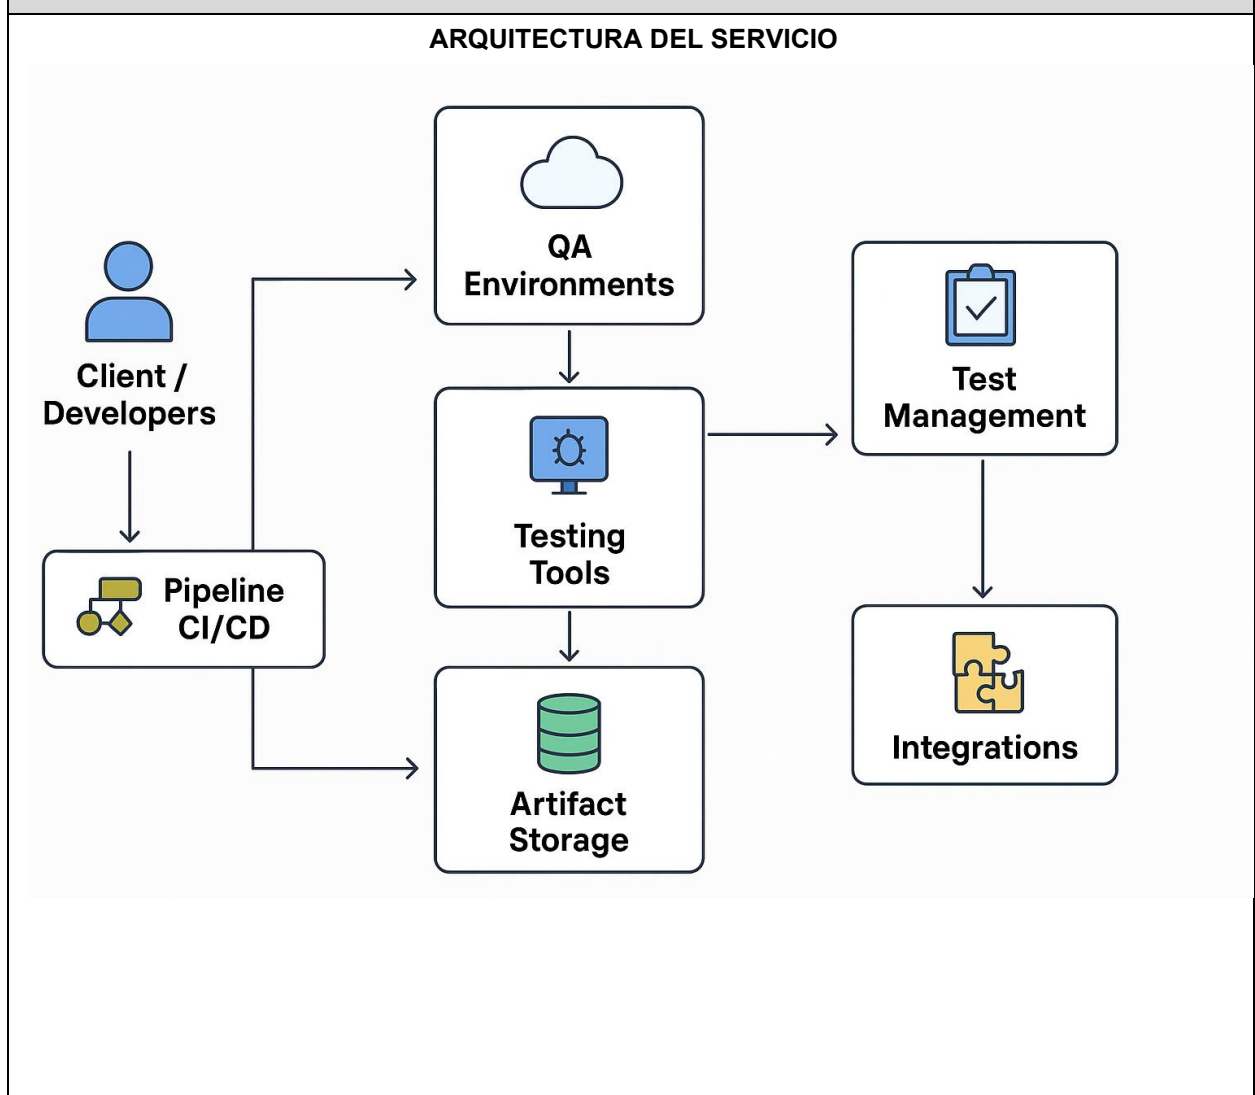 ARQUITECTURA DEL SERVICIO
Client /
Developers
Pipeline
CI/CD
QA
Environments
Testing
Tools
Artifact
Storage
Test
Management
Integrations